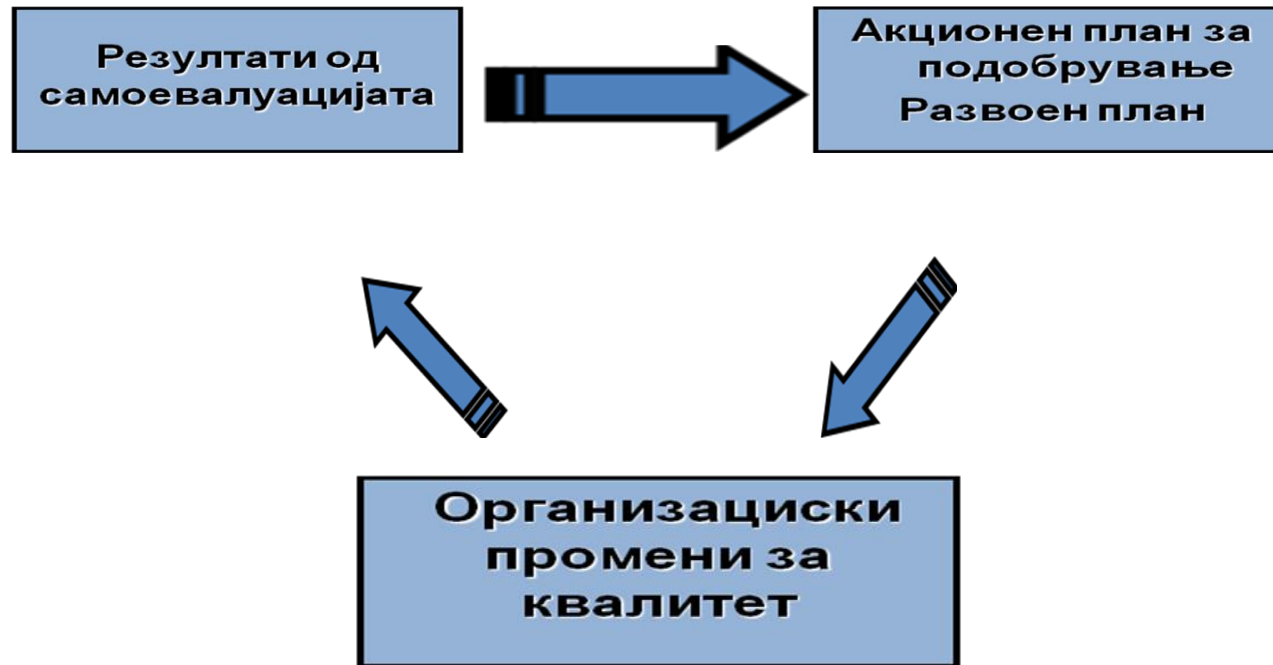 Резултати од
самоевалуацијата
Акционен план за
подобрување
Развоен план
Организациски
промени за
квалитет